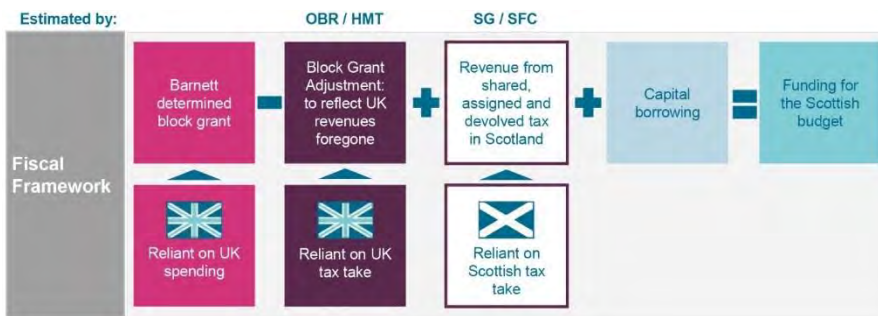 Estimated by:
OBR / HMT
SG / SFC
Fiscal
Framework
Barnett
determined
block grant
Block Grant
Adjustment:
to reflect UK
revenues
foregone
Revenue from
shared,
assigned and
devolved tax
in Scotland
Capital
borrowing
Funding for
the Scottish
budget
Reliant on UK
spending
Reliant on UK
tax take
Reliant on
Scottish tax
take